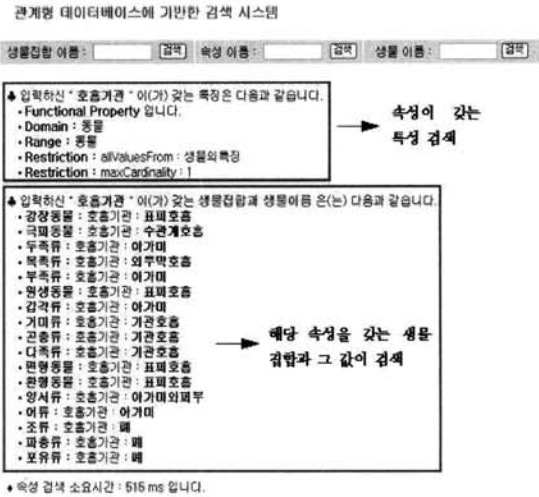 관계형 데이터베이스에 기반한 검색 시스템
생물집합 이름 : 검색 속성 이름 : 검색 생물 이름 : 검색
♣ 입력하신 " 호흡기관 " 이(가) 갖는 특징은 다음과 같습니다.
• Functional Property 입니다.
• Domain : 동물
• Range : 동물
• Restriction : allValuesFrom : 생물의특징
• Restriction : maxCardinality : 1
속성이 갖는
특성 검색
♣ 입력하신 " 호흡기관 " 이(가) 갖는 생물집합과 생물이름 은(는) 다음과 같습니다.
• 강장동물 : 호흡기관 : 표피호흡
• 극피동물 : 호흡기관 : 수관계호흡
• 두족류 : 호흡기관 : 아가미
• 복족류 : 호흡기관 : 외투막호흡
• 부족류 : 호흡기관 : 아가미
• 원생동물 : 호흡기관 : 표피호흡
• 갑각류 : 호흡기관 : 아가미
• 거미류 : 호흡기관 : 기관호흡
• 곤충류 : 호흡기관 : 기관호흡
• 다족류 : 호흡기관 : 기관호흡
• 편형동물 : 호흡기관 : 표피호흡
• 환형동물 : 호흡기관 : 표피호흡
• 양서류 : 호흡기관 : 아가미와폐부
• 어류 : 호흡기관 : 아가미
• 조류 : 호흡기관 : 폐
• 파충류 : 호흡기관 : 폐
• 포유류 : 호흡기관 : 폐
해당 속성을 갖는 생물
집합과 그 값이 검색
♦ 속성 검색 소요시간 : 515 ms 입니다.